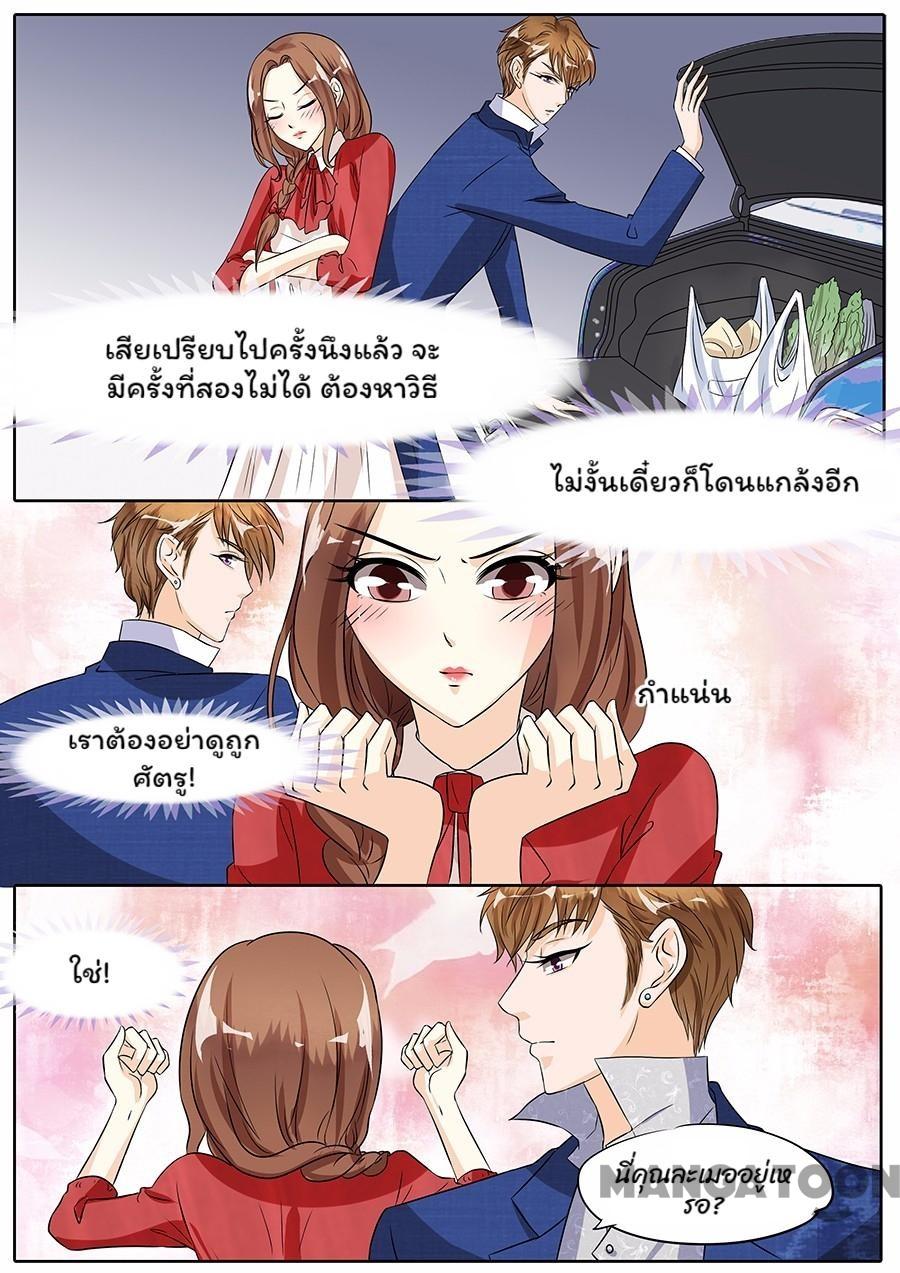 เสียเปรียบไปครั้งนึงแล้ว จะ
มีครั้งที่สองไม่ได้ ต้องหาวิธี
ไม่งั้นเดี๋ยวก็โดนแกล้งอีก
กำแน่น
เราต้องอย่าดูถูก
ศัตรู!
ใช่!
นี่คุณละเมออยู่เห
รอ?
MANGATOON